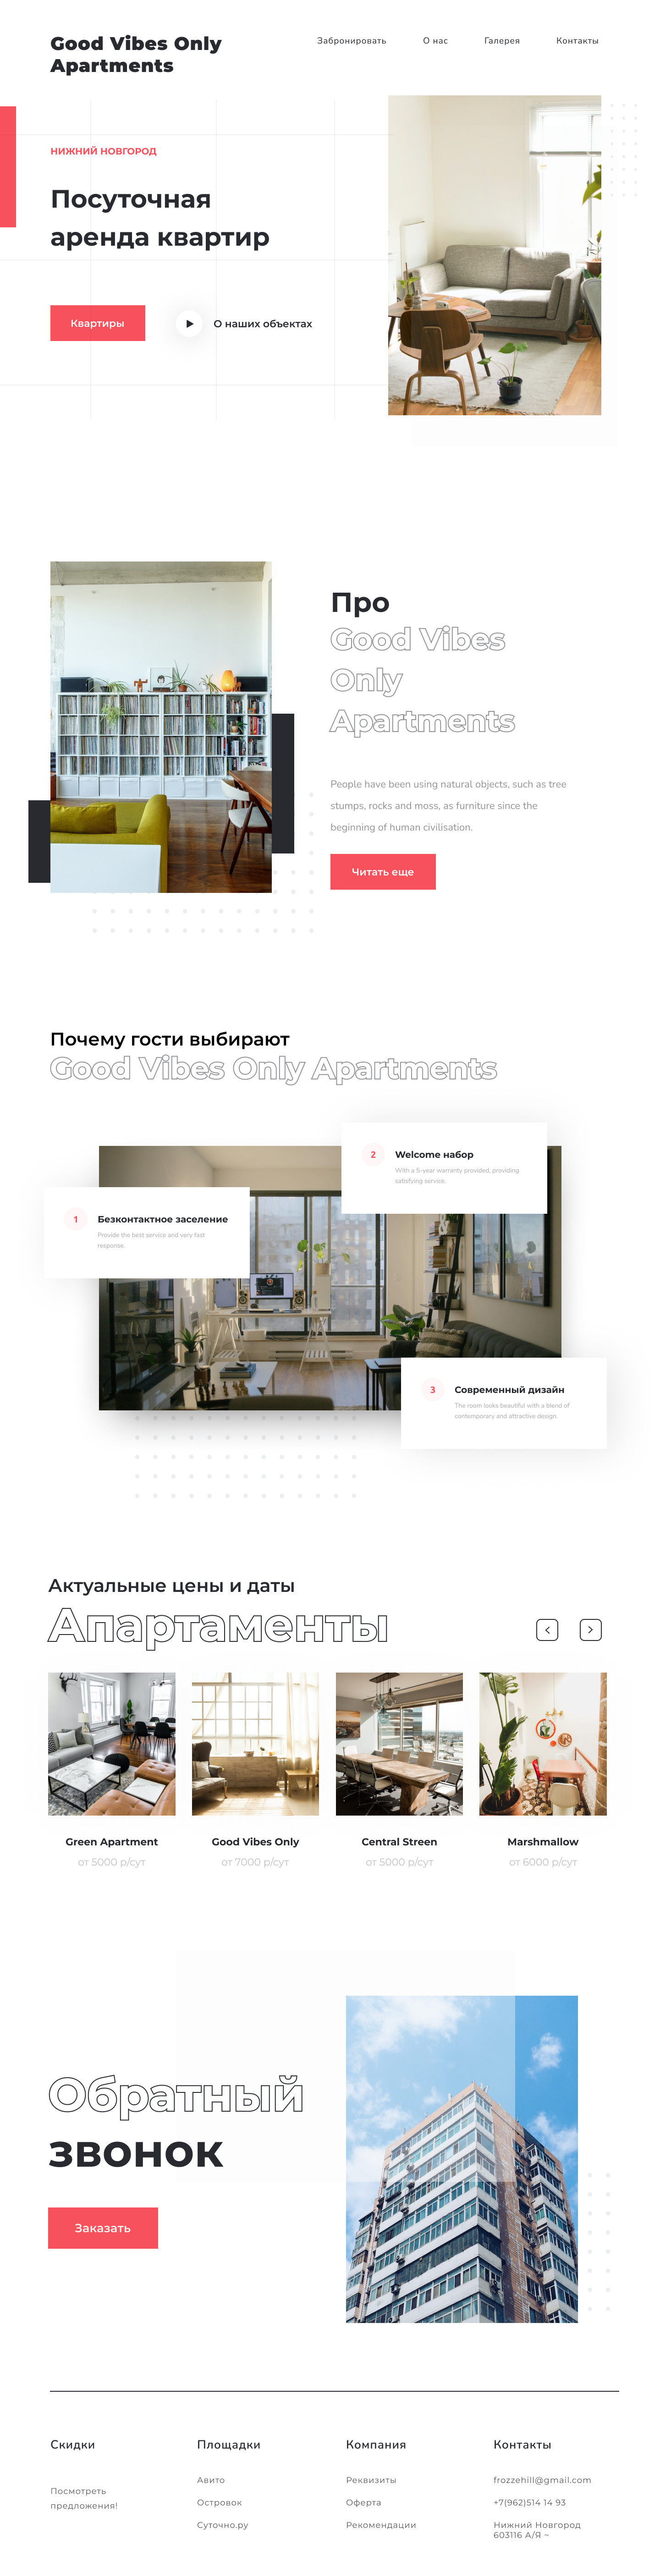 Good Vibes Only
Apartments
Забронировать
О нас
Галерея
Контакты
НИЖНИЙ НОВГОРОД
Посуточная
аренда квартир
Квартиры
О наших объектах
Про
Good Vibes
Only
Apartments
People have been using natural objects, such as tree
stumps, rocks and moss, as furniture since the
beginning of human civilisation.
Читать еще
Почему гости выбирают
Good Vibes Only Apartments
2
Welcome набор
With a 5-year warranty provided, providing
satisfying service.
1
Безконтактное заселение
Provide the best service and very fast
response.
3
Современный дизайн
The room looks beautiful with a blend of
contemporary and attractive design.
Актуальные цены и даты
Апартаменты
Green Apartment
от 5000 р/сут
Good Vibes Only
от 7000 р/сут
Central Streen
от 5000 р/сут
Marshmallow
от 6000 р/сут
Обратный
звонок
Заказать
Скидки
Посмотреть
предложения!
Площадки
Авито
Островок
Суточно.ру
Компания
Реквизиты
Оферта
Рекомендации
Контакты
frozzehill@gmail.com
+7(962)514 14 93
Нижний Новгород
603116 А/Я ~